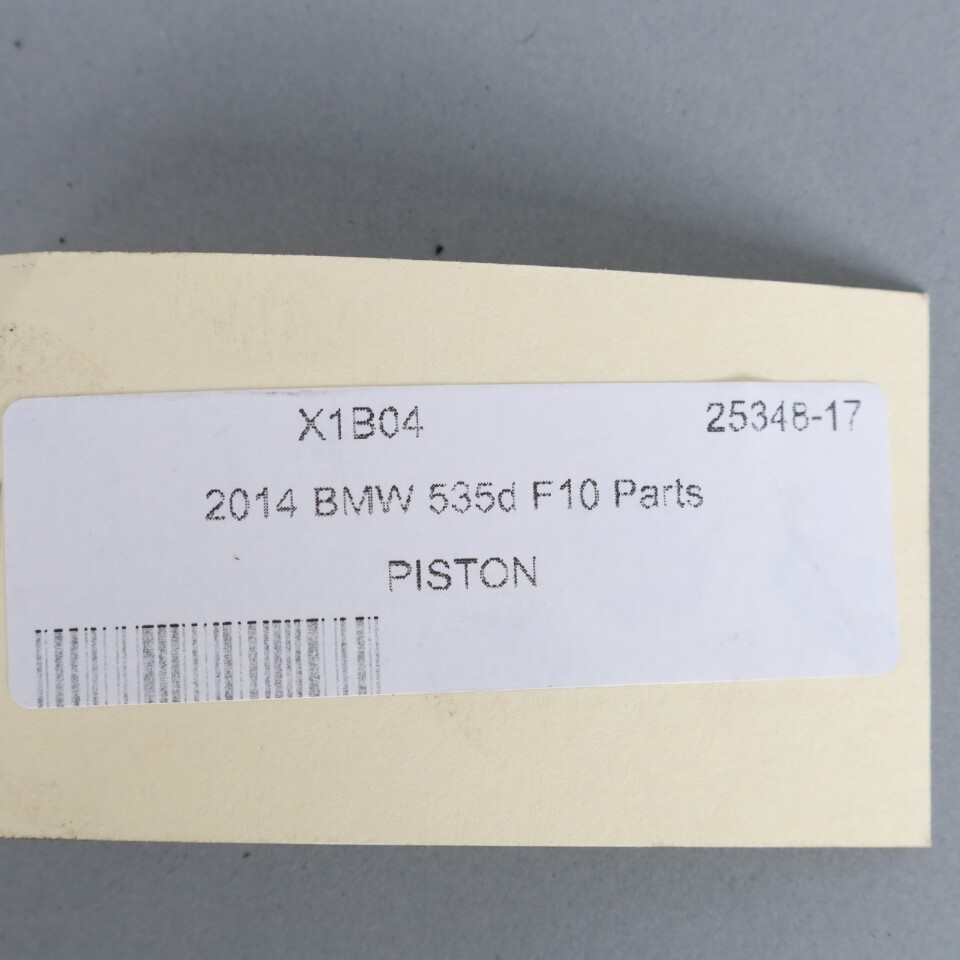 X1B04 25348-17
2014 BMW 535d F10 Parts
PISTON